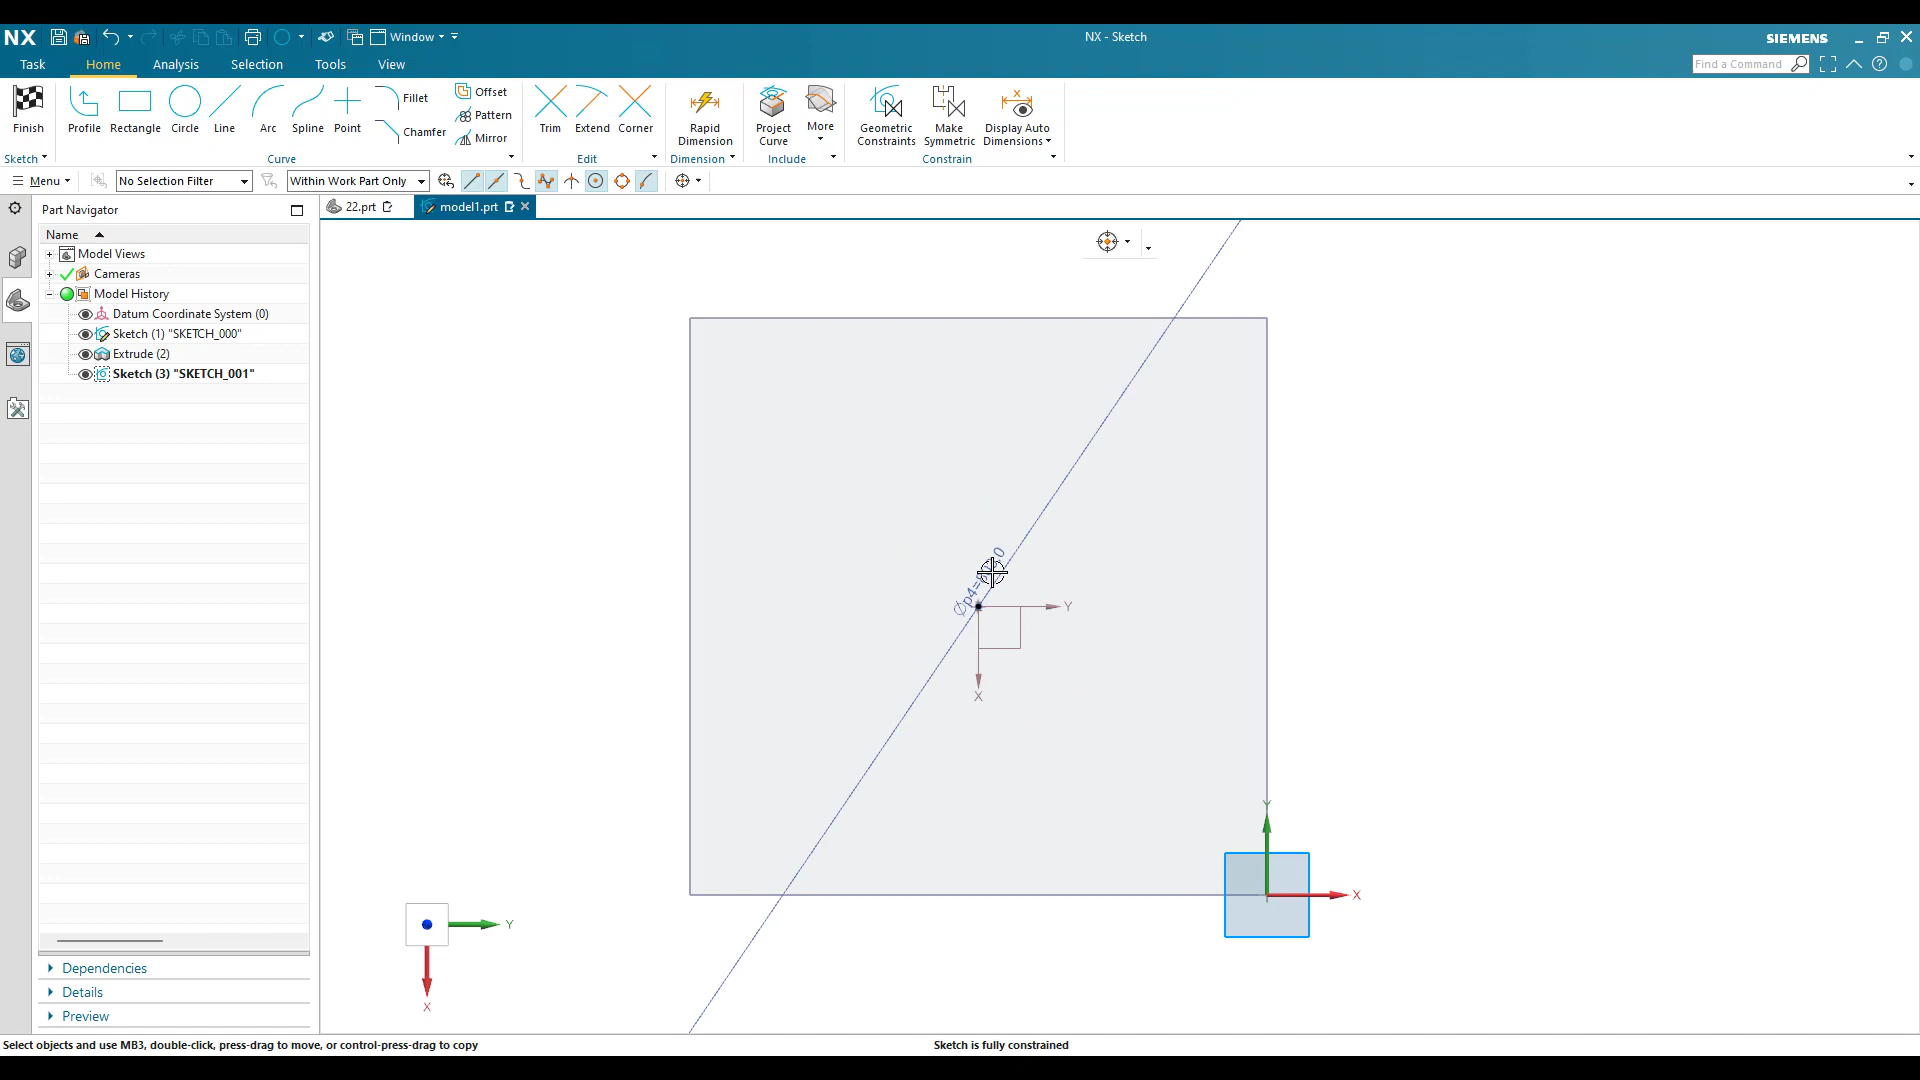 NX
Window
NX - Sketch
SIEMENS
Task
Home
Analysis
Selection
Tools
View
Find a Command
Finish
Profile
Rectangle
Circle
Line
Arc
Spline
Point
Fillet
Chamfer
Offset
Pattern
Mirror
Trim
Extend
Corner
Rapid Dimension
Project Curve
More
Geometric Constraints
Make Symmetric
Display Auto Dimensions
Sketch
Curve
Edit
Dimension
Include
Constrain
Menu
No Selection Filter
Within Work Part Only
Part Navigator
22.prt
model1.prt
Name
Model Views
Cameras
Model History
Datum Coordinate System (0)
Sketch (1) "SKETCH_000"
Extrude (2)
Sketch (3) "SKETCH_001"
Y
X
Y
X
Y
X
Dependencies
Details
Preview
Select objects and use MB3, double-click, press-drag to move, or control-press-drag to copy
Sketch is fully constrained